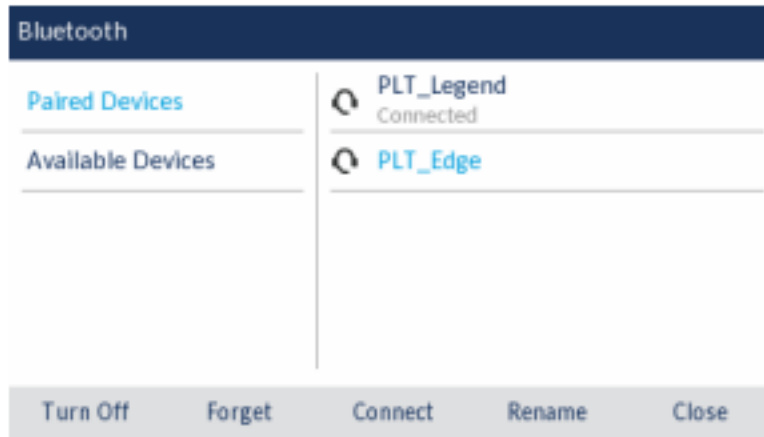 Bluetooth
Paired Devices
Available Devices
PLT_Legend
Connected
PLT_Edge
Turn Off Forget Connect Rename Close